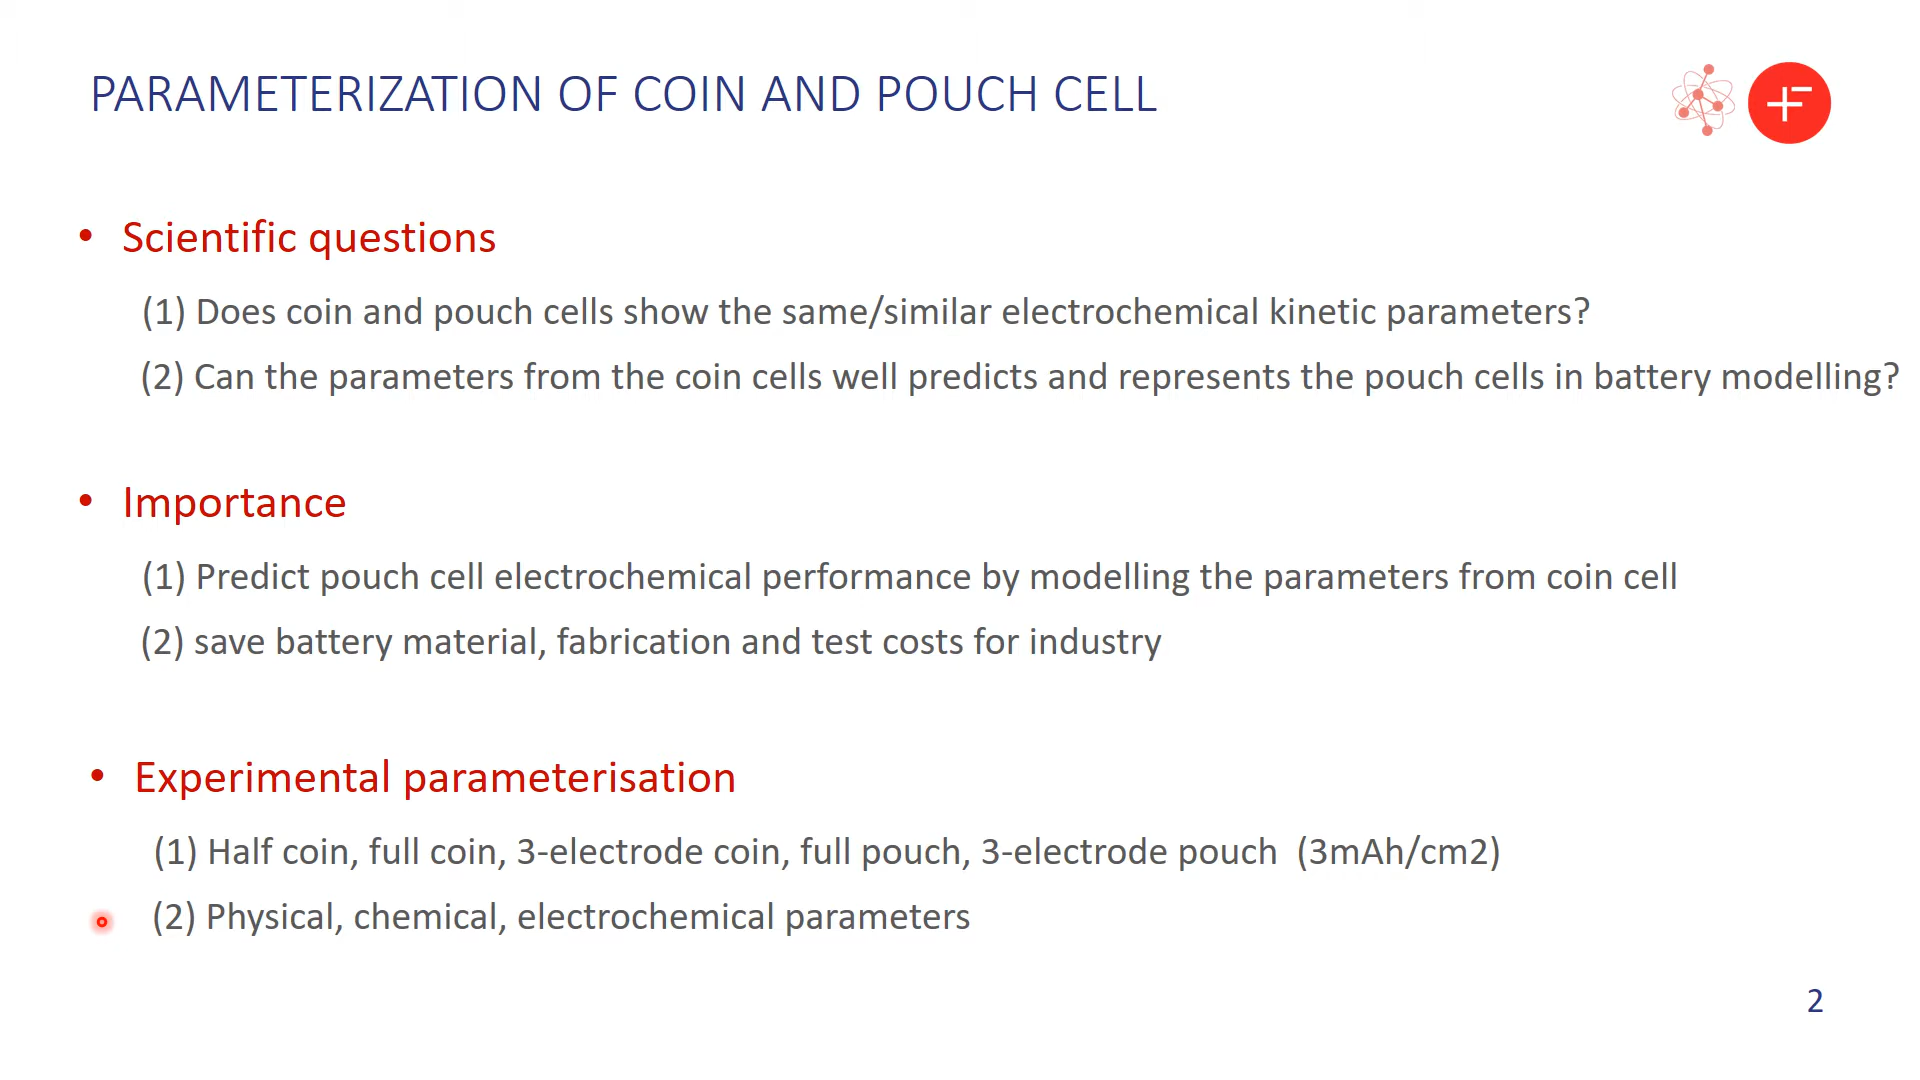 PARAMETERIZATION OF COIN AND POUCH CELL
• Scientific questions
(1) Does coin and pouch cells show the same/similar electrochemical kinetic parameters?
(2) Can the parameters from the coin cells well predicts and represents the pouch cells in battery modelling?
• Importance
(1) Predict pouch cell electrochemical performance by modelling the parameters from coin cell
(2) save battery material, fabrication and test costs for industry
• Experimental parameterisation
(1) Half coin, full coin, 3-electrode coin, full pouch, 3-electrode pouch (3mAh/cm2)
(2) Physical, chemical, electrochemical parameters
2